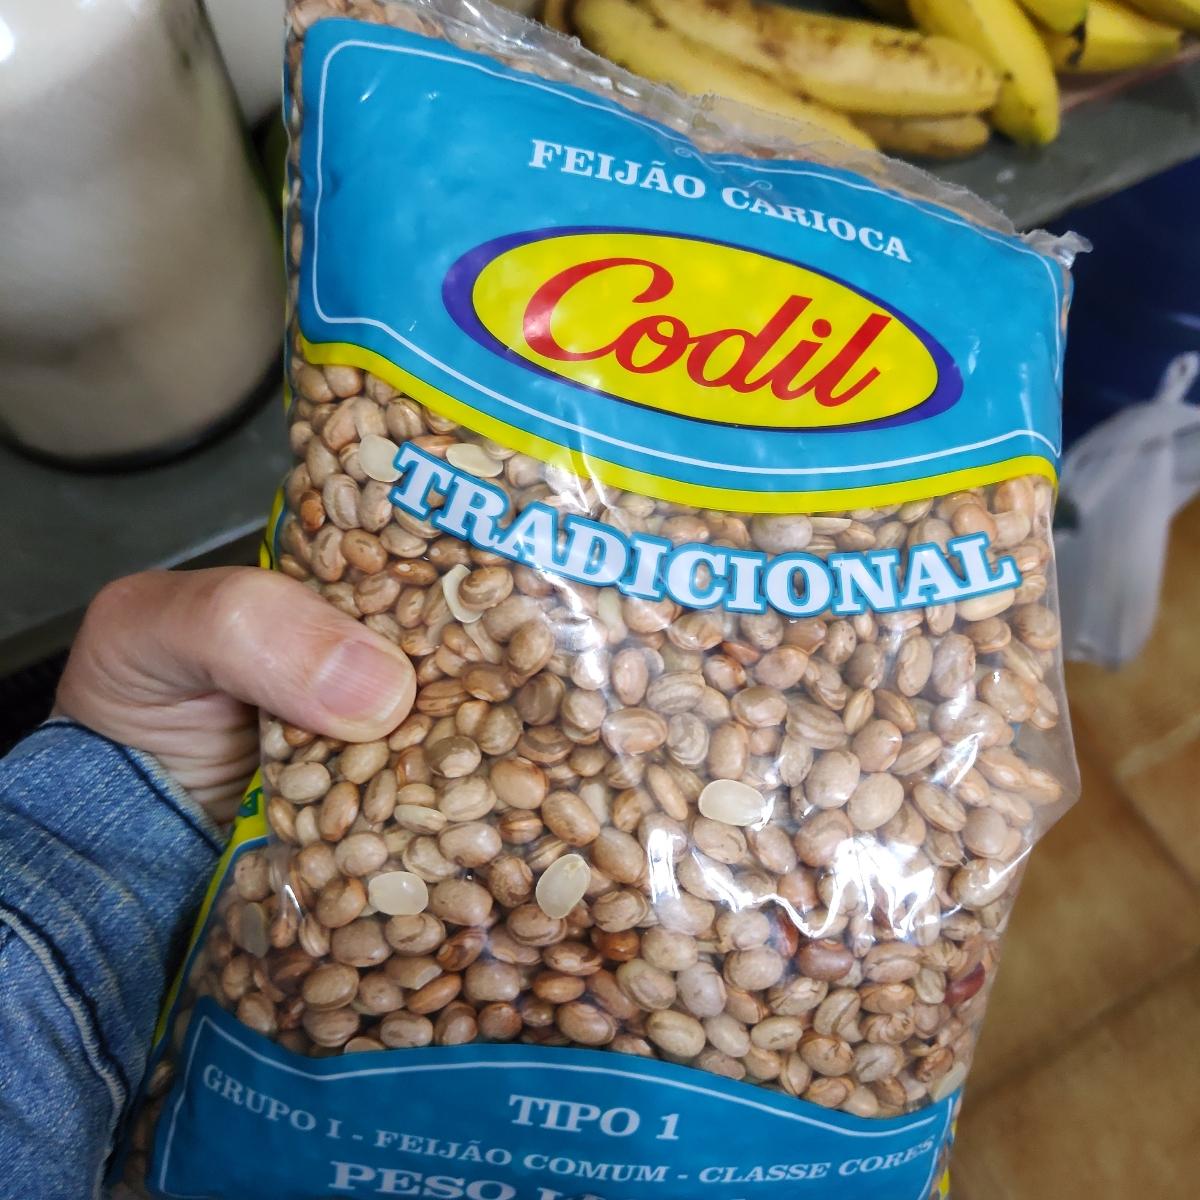 FEIJÃO CARIOCA
Codil
TRADICIONAL
TIPO 1
GRUPO I - FEIJÃO COMUM - CLASSE CORES
PESO